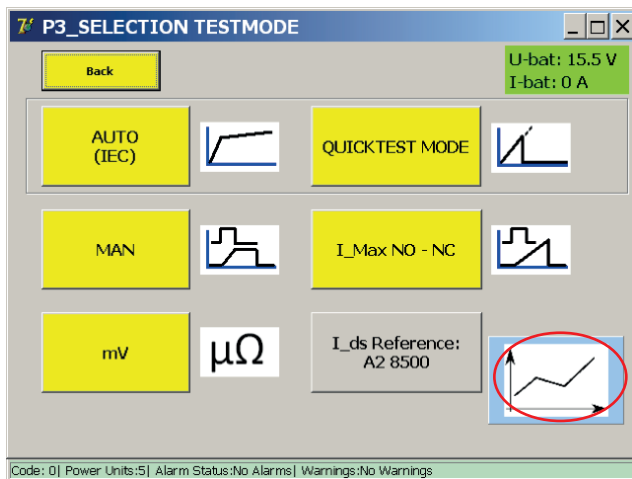 P3_SELECTION TESTMODE
Back
U-bat: 15.5 V
I-bat: 0 A
AUTO
(IEC)
QUICKTEST MODE
MAN
I_Max NO - NC
mV
μΩ
I_ds Reference:
A2 8500
Code: 0| Power Units:5| Alarm Status:No Alarms| Warnings:No Warnings